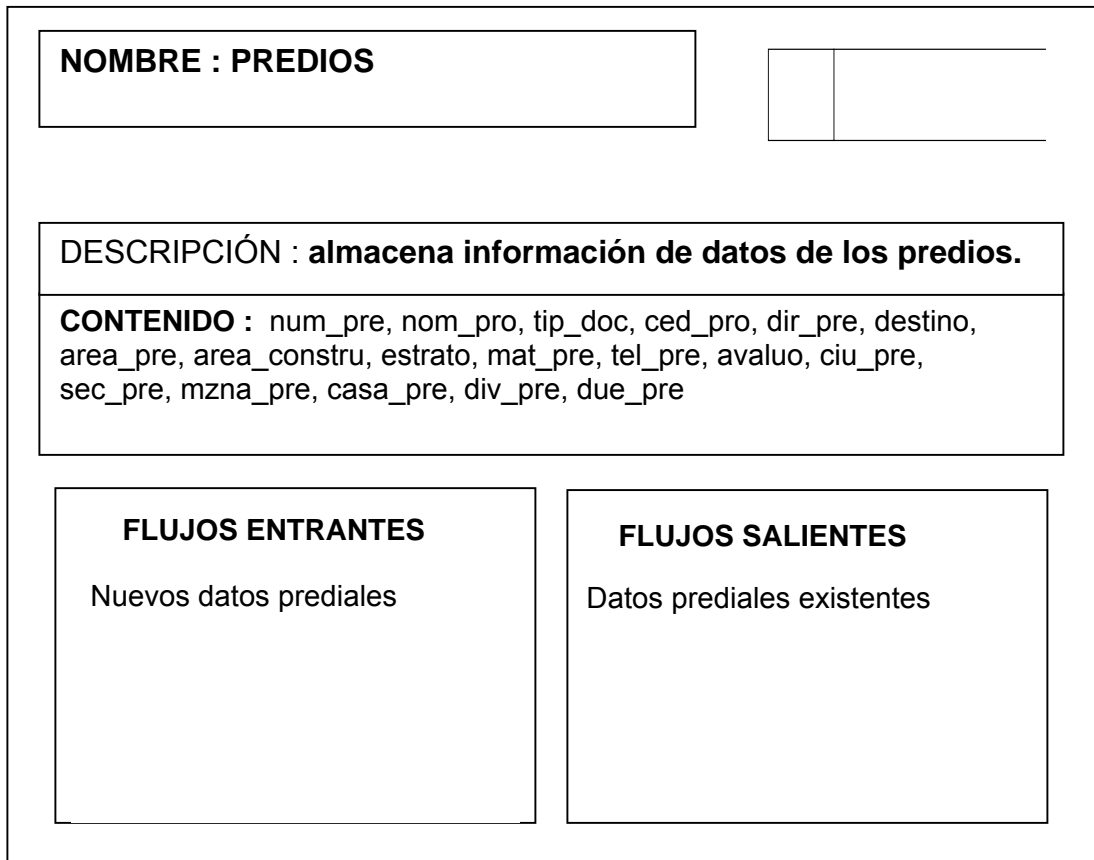 NOMBRE : PREDIOS
DESCRIPCIÓN : almacena información de datos de los predios.
CONTENIDO : num_pre, nom_pro, tip_doc, ced_pro, dir_pre, destino,
area_pre, area_constru, estrato, mat_pre, tel_pre, avaluo, ciu_pre,
sec_pre, mzna_pre, casa_pre, div_pre, due_pre
FLUJOS ENTRANTES
Nuevos datos prediales
FLUJOS SALIENTES
Datos prediales existentes